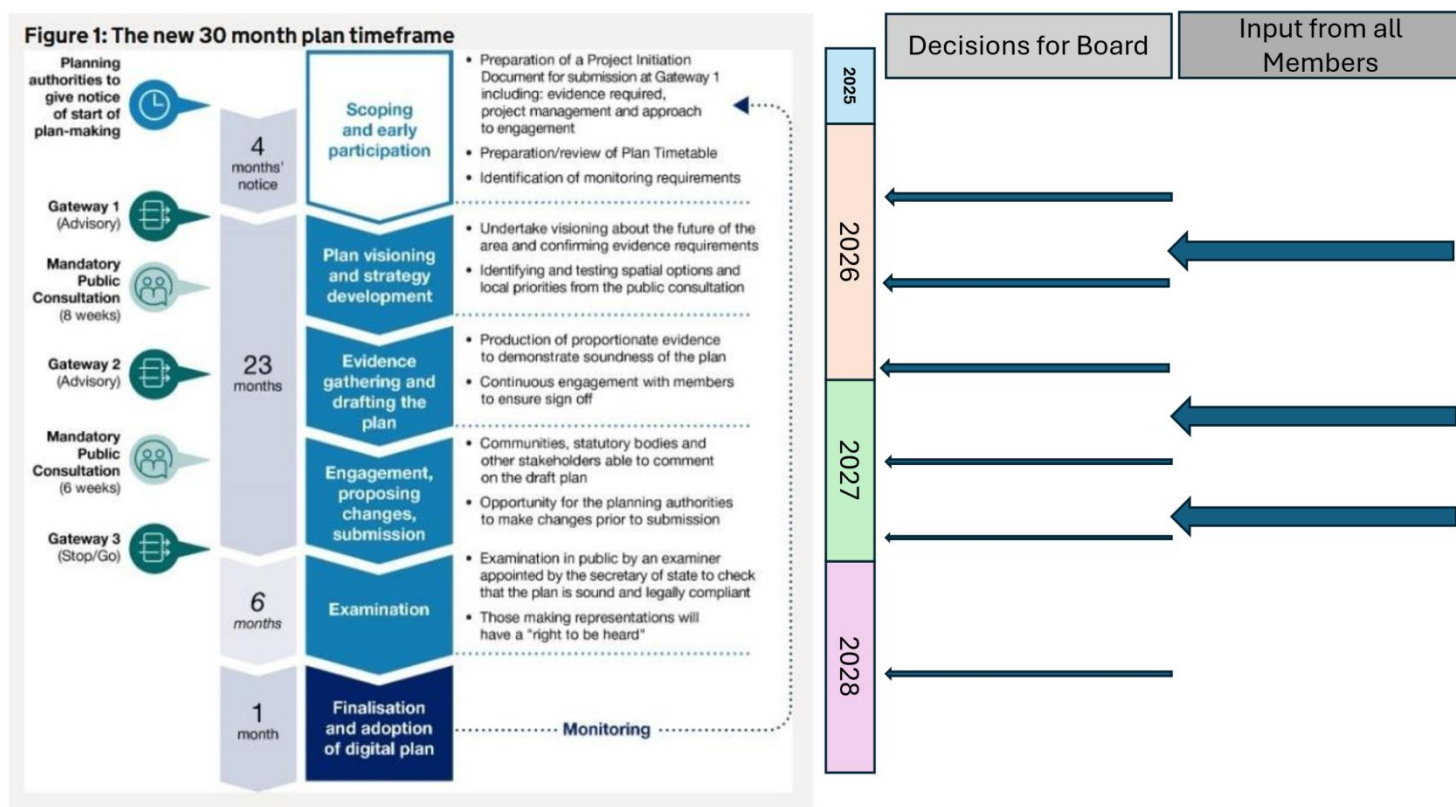 Figure 1: The new 30 month plan timeframe
Planning
authorities to
give notice
of start of
plan-making
4
months'
notice
Scoping
and early
participation
• Preparation of a Project Initiation
Document for submission at Gateway 1
including: evidence required,
project management and approach
to engagement
• Preparation/review of Plan Timetable
• Identification of monitoring requirements
Gateway 1
(Advisory)
Mandatory
Public
Consultation
(8 weeks)
Plan visioning
and strategy
development
• Undertake visioning about the future of the
area and confirming evidence requirements
• Identifying and testing spatial options and
local priorities from the public consultation
Gateway 2
(Advisory)
23
months
Evidence
gathering and
drafting the
plan
• Production of proportionate evidence
to demonstrate soundness of the plan
• Continuous engagement with members
to ensure sign off
Mandatory
Public
Consultation
(6 weeks)
Engagement,
proposing
changes,
submission
• Communities, statutory bodies and
other stakeholders able to comment
on the draft plan
• Opportunity for the planning authorities
to make changes prior to submission
Gateway 3
(Stop/Go)
6
months
Examination
• Examination in public by an examiner
appointed by the secretary of state to check
that the plan is sound and legally compliant
• Those making representations will
have a "right to be heard"
1
month
Finalisation
and adoption
of digital plan
Monitoring
2025
2026
2027
2028
Decisions for Board
Input from all
Members